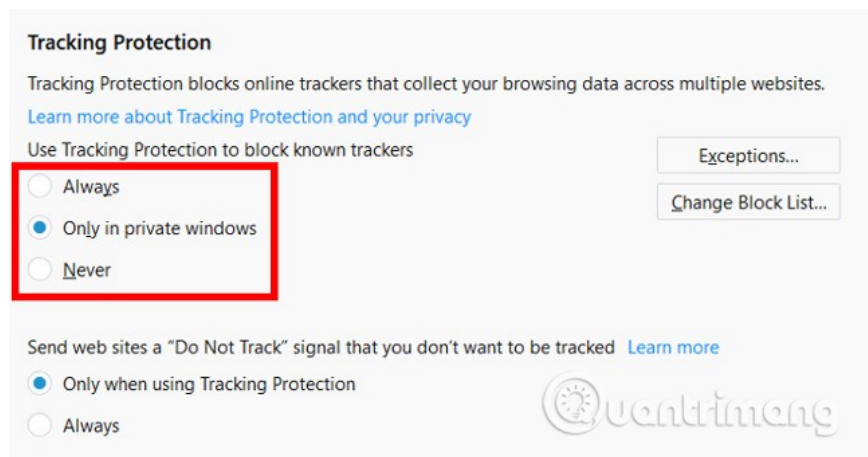 Tracking Protection
Tracking Protection blocks online trackers that collect your browsing data across multiple websites.
Learn more about Tracking Protection and your privacy
Use Tracking Protection to block known trackers
Exceptions...
Always
Change Block List...
Only in private windows
Never
Send web sites a “Do Not Track” signal that you don’t want to be tracked Learn more
Only when using Tracking Protection
Always
Quantrimang